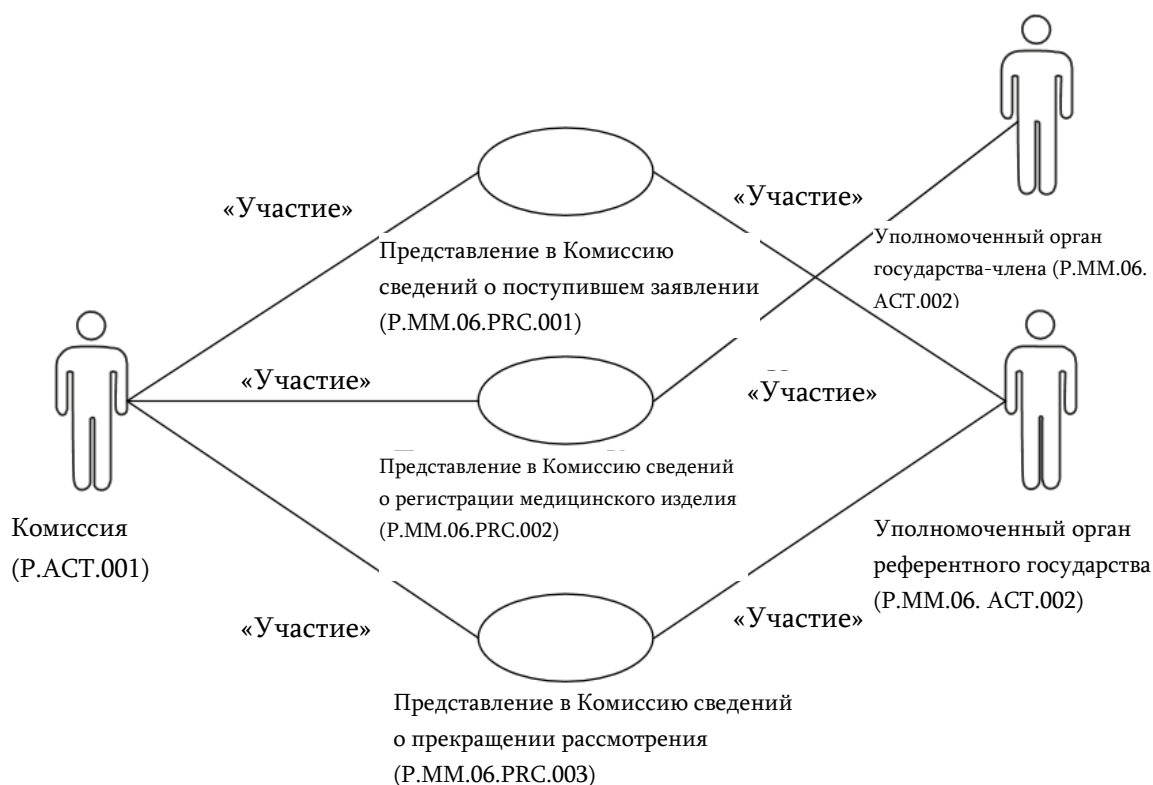 «Участие»
«Участие»
Представление в Комиссию
сведений о поступившем заявлении
(P.MM.06.PRC.001)
Уполномоченный орган
государства-члена (P.MM.06.
ACT.002)
«Участие»
«Участие»
Представление в Комиссию сведений
о регистрации медицинского изделия
(P.MM.06.PRC.002)
Комиссия
(P.ACT.001)
Уполномоченный орган
референтного государства
(P.MM.06. ACT.002)
«Участие»
«Участие»
Представление в Комиссию сведений
о прекращении рассмотрения
(P.MM.06.PRC.003)